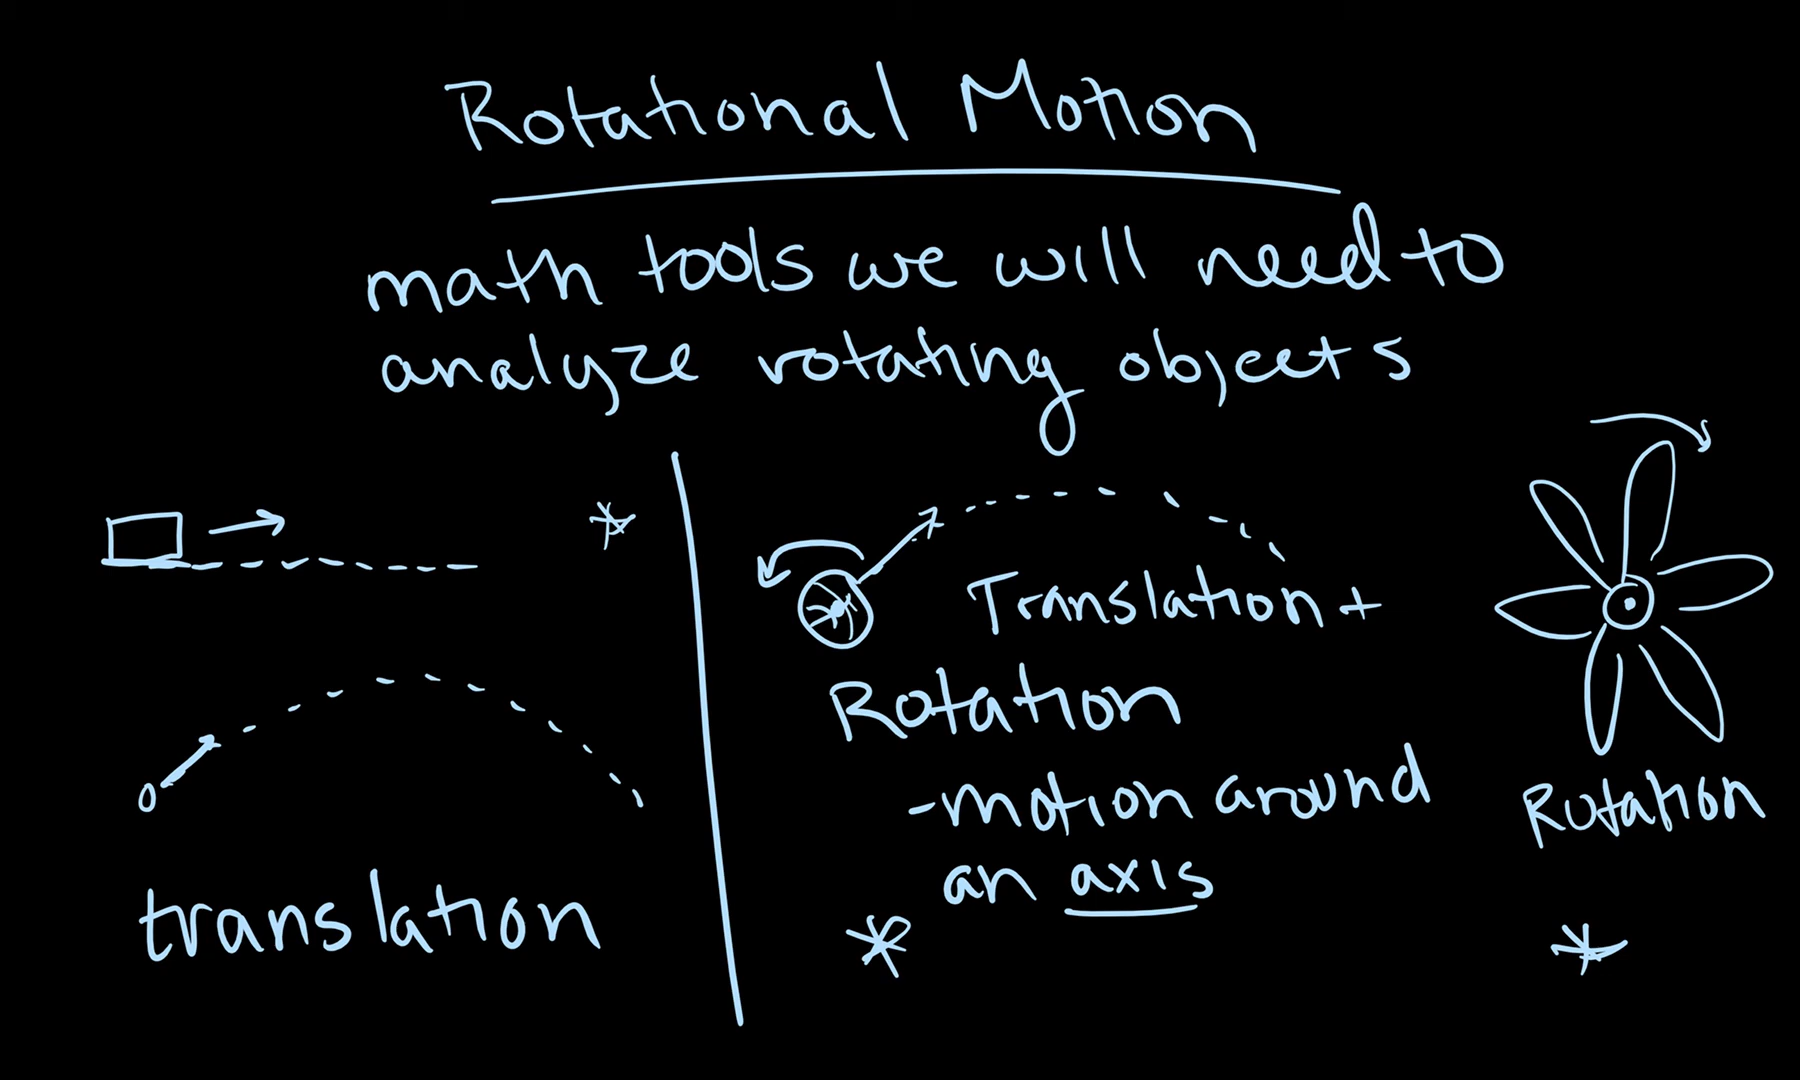 Rotational Motion
math tools we will need to
analyze rotating objects
translation
Translation +
Rotation
- motion around
an axis
Rotation